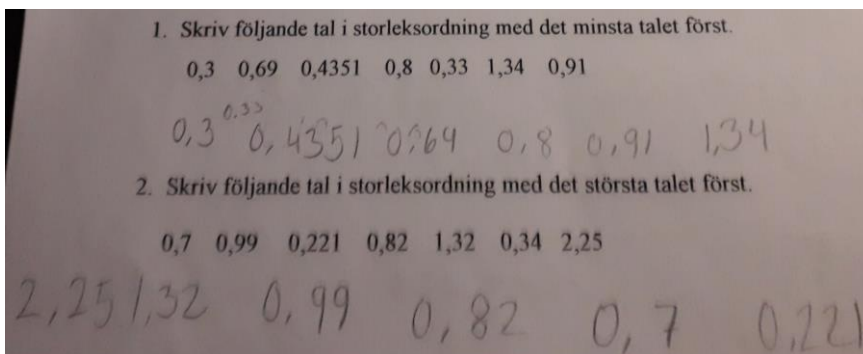 1. Skriv följande tal i storleksordning med det minsta talet först.
0,3 0,69 0,4351 0,8 0,33 1,34 0,91
0,3 0.33 0,4351 0,64 0,8 0,91 1,34
2. Skriv följande tal i storleksordning med det största talet först.
0,7 0,99 0,221 0,82 1,32 0,34 2,25
2,25 1,32 0,99 0,82 0,7 0,221